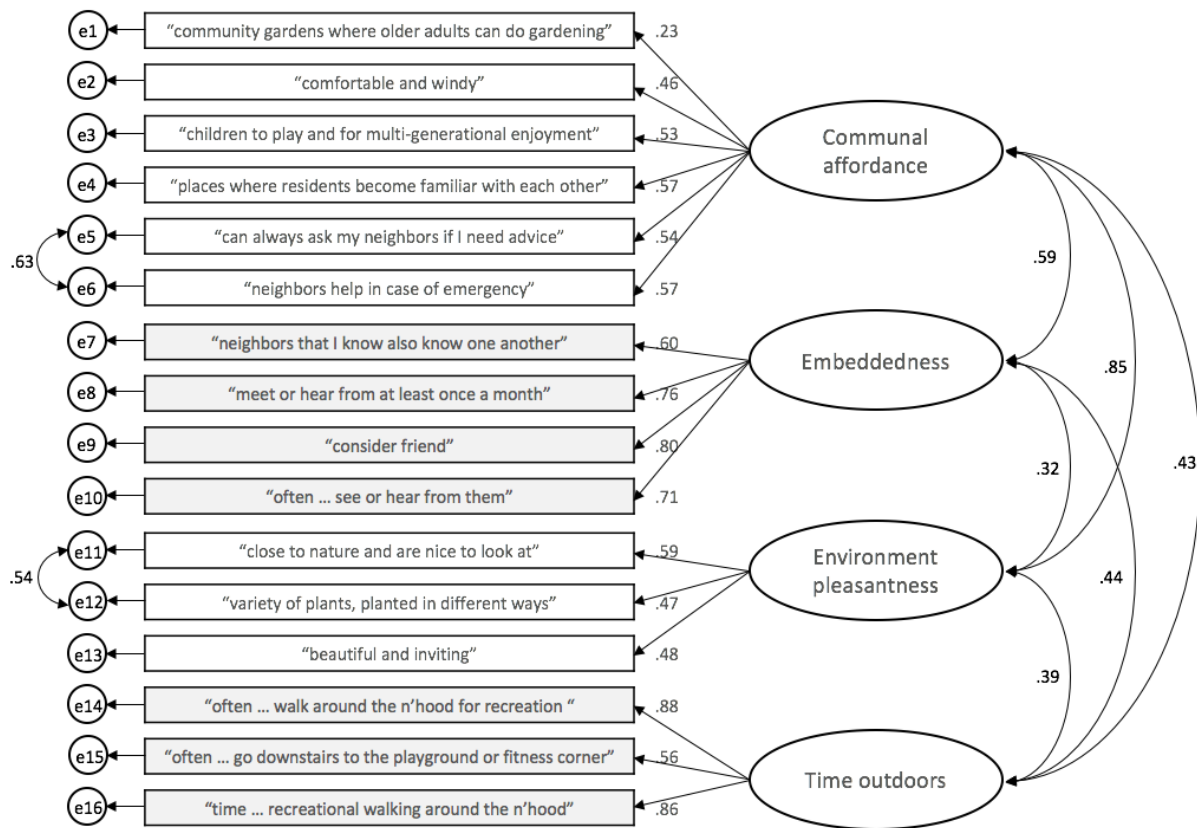 e1 “community gardens where older adults can do gardening” .23
e2 “comfortable and windy” .46
e3 “children to play and for multi-generational enjoyment” .53
e4 “places where residents become familiar with each other” .57
e5 “can always ask my neighbors if I need advice” .54
.63
e6 “neighbors help in case of emergency” .57
e7 “neighbors that I know also know one another” .60
e8 “meet or hear from at least once a month” .76
e9 “consider friend” .80
e10 “often … see or hear from them” .71
e11 “close to nature and are nice to look at” .59
.54
e12 “variety of plants, planted in different ways” .47
e13 “beautiful and inviting” .48
e14 “often … walk around the n’hood for recreation “ .88
e15 “often … go downstairs to the playground or fitness corner” .56
e16 “time … recreational walking around the n’hood” .86
Communal
affordance
Embeddedness
Environment
pleasantness
Time outdoors
.59
.85
.32
.43
.44
.39